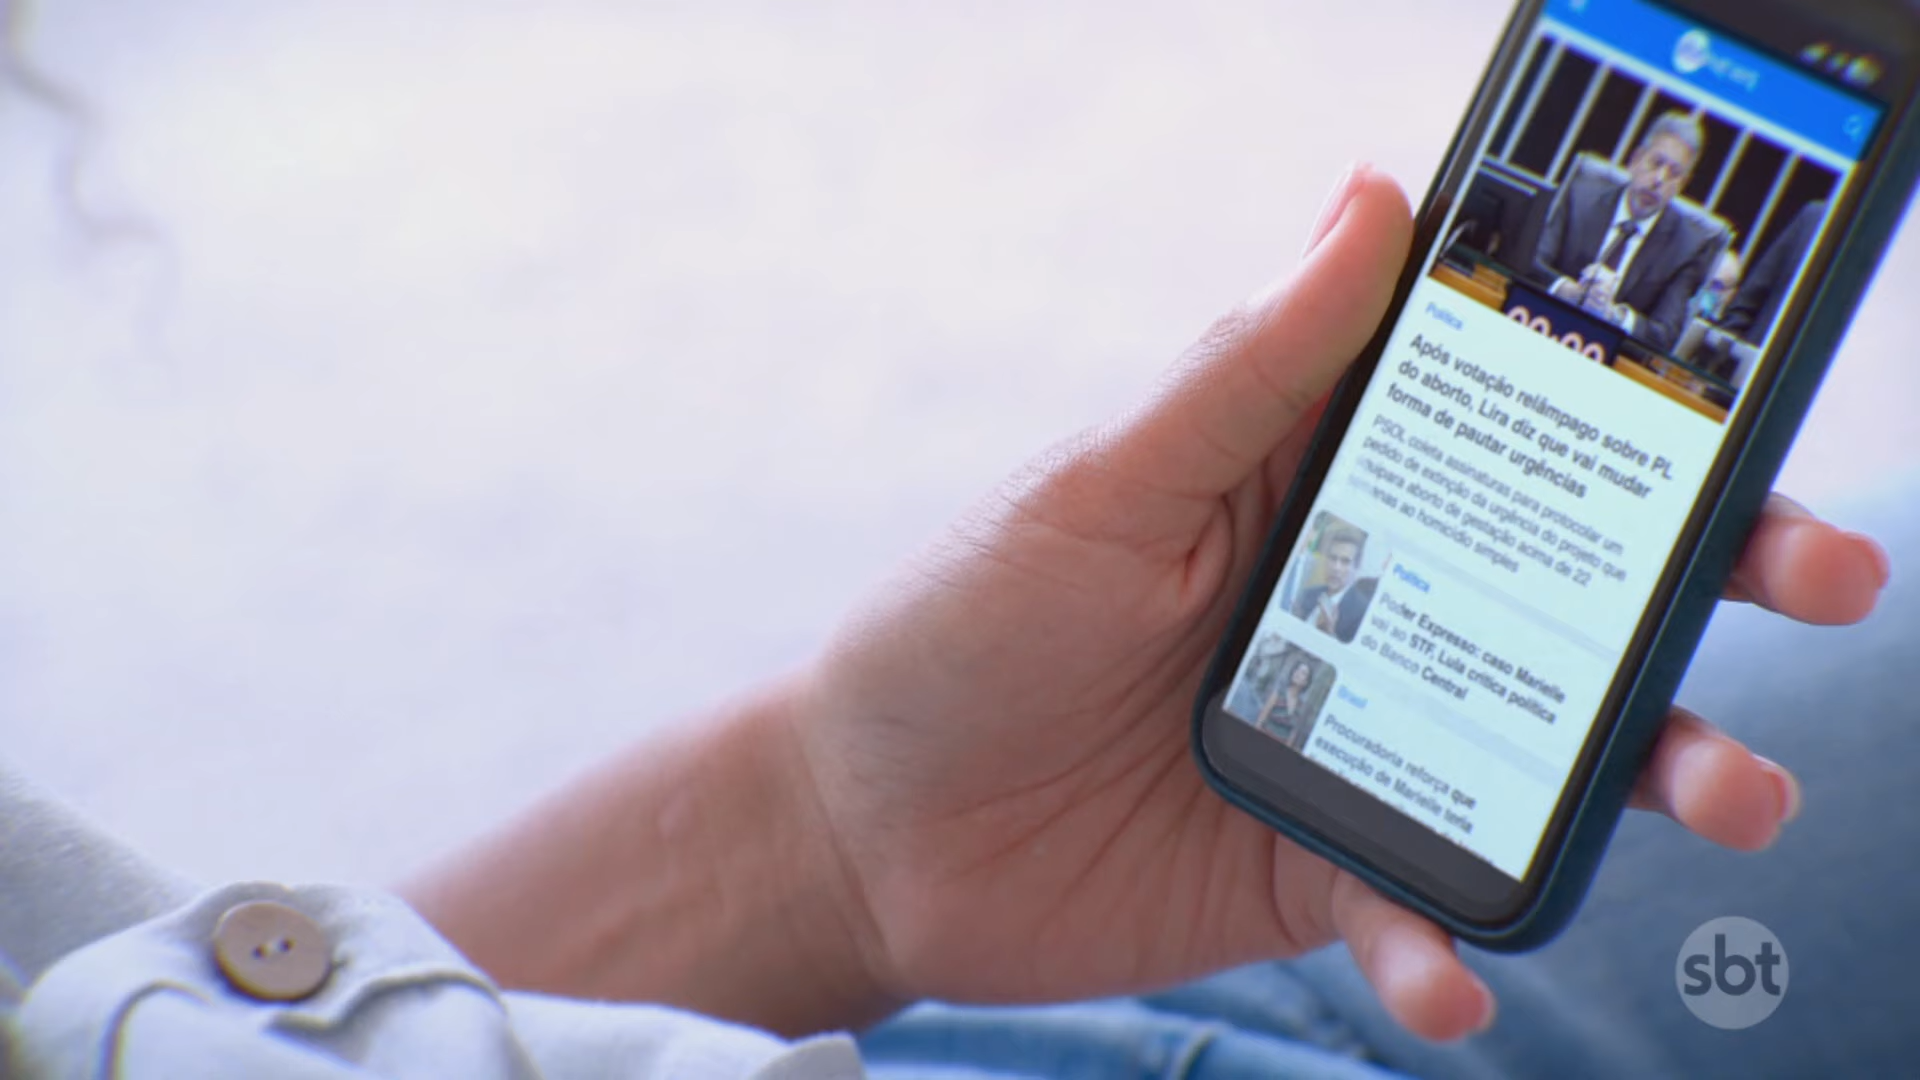 news
Política
Após votação relâmpago sobre PL
do aborto, Lira diz que vai mudar
forma de pautar urgências
PSOL coleta assinaturas para protocolar um
pedido de extinção da urgência do projeto que
equipara aborto de gestação acima de 22
ao homicídio simples
Política
Poder Expresso: caso Marielle
vai ao STF, Lula critica política
do Banco Central
Brasil
Procuradoria reforça que
execução de Marielle teria
sbt